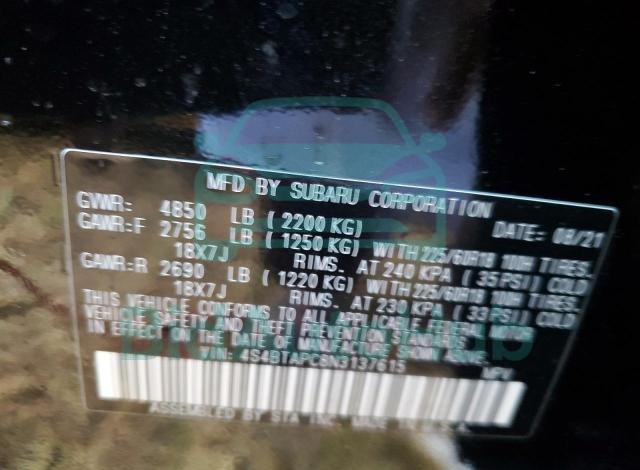 MFD BY SUBARU CORPORATION
GVWR: 4850 LB ( 2200 KG) DATE: 08/21
GAWR:F 2756 LB ( 1250 KG) WITH 225/60R18 100H TIRES.
18X7J RIMS. AT 240 KPA ( 35 PSI) COLD
GAWR:R 2690 LB ( 1220 KG) WITH 225/60R18 100H TIRES.
18X7J RIMS. AT 230 KPA ( 33 PSI) COLD
THIS VEHICLE CONFORMS TO ALL APPLICABLE FEDERAL MOTOR
VEHICLE SAFETY AND THEFT PREVENTION STANDARDS
IN EFFECT ON THE DATE OF MANUFACTURE SHOWN ABOVE.
VIN: 4S4BTAPC8N3137615 MPV
ASSEMBLED BY SIA INC. MADE IN U.S.A.